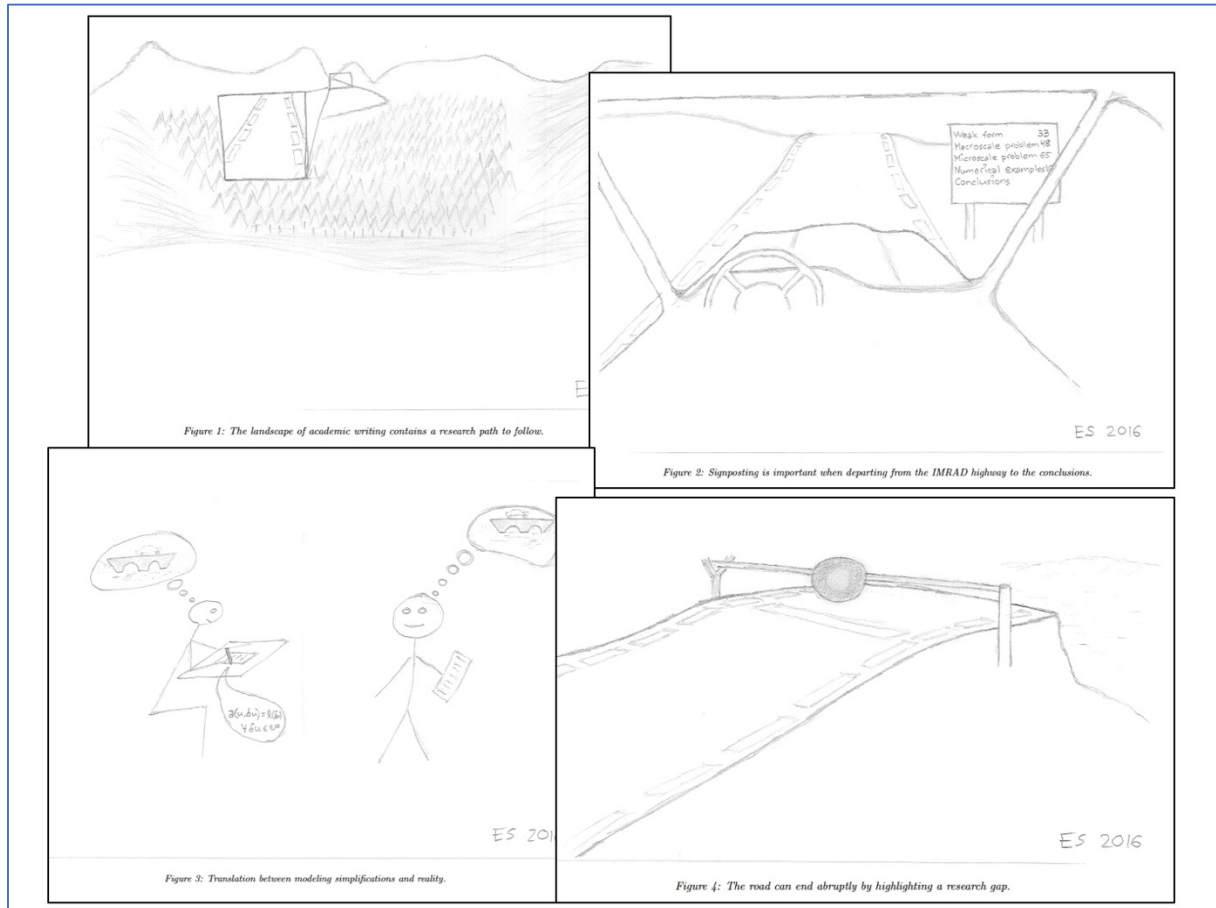 E
Figure 1: The landscape of academic writing contains a research path to follow.
Weak form 33
Macroscale problem 48
Microscale problem 65
Numerical examples
Conclusions
ES 2016
Figure 2: Signposting is important when departing from the IMRAD highway to the conclusions.
ES 201
Figure 3: Translation between modeling simplifications and reality.
ES 2016
Figure 4: The road can end abruptly by highlighting a research gap.